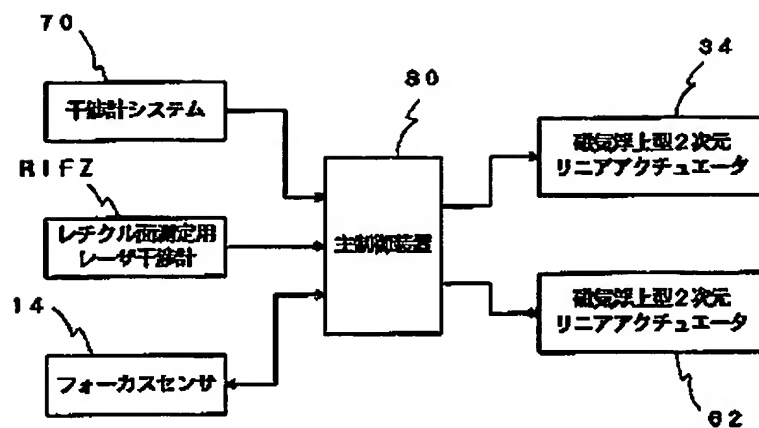 70
干渉計システム
RIFZ
レチクル面測定用
レーザ干渉計
14
フォーカスセンサ
80
主制御装置
34
磁気浮上型2次元
リニアアクチュエータ
磁気浮上型2次元
リニアアクチュエータ
62